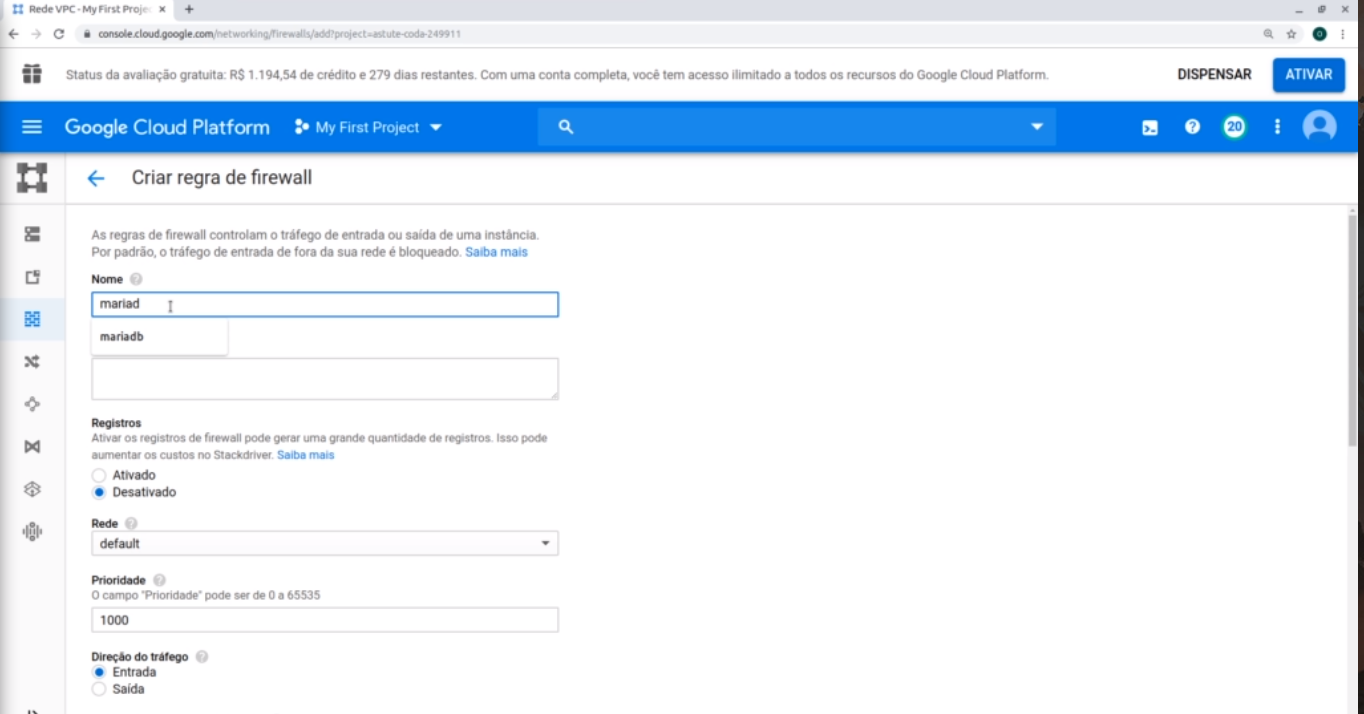 Rede VPC - My First Projec
console.cloud.google.com/networking/firewalls/add?project=astute-coda-249911
Status da avaliação gratuita: R$ 1.194,54 de crédito e 279 dias restantes. Com uma conta completa, você tem acesso ilimitado a todos os recursos do Google Cloud Platform.
DISPENSAR
ATIVAR
Google Cloud Platform
My First Project
20
Criar regra de firewall
As regras de firewall controlam o tráfego de entrada ou saída de uma instância.
Por padrão, o tráfego de entrada de fora da sua rede é bloqueado. Saiba mais
Nome
mariad
mariadb
Registros
Ativar os registros de firewall pode gerar uma grande quantidade de registros. Isso pode
aumentar os custos no Stackdriver. Saiba mais
Ativado
Desativado
Rede
default
Prioridade
O campo "Prioridade" pode ser de 0 a 65535
1000
Direção do tráfego
Entrada
Saída